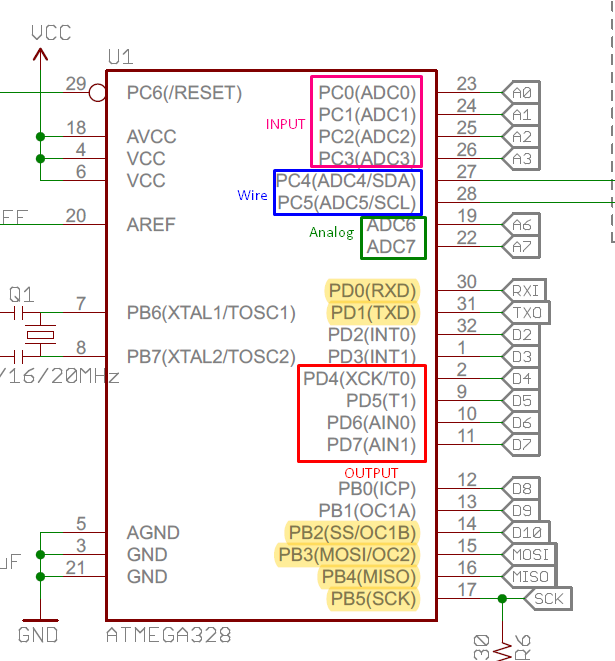 VCC
U1
29 PC6(/RESET) PC0(ADC0) 23 A0
PC1(ADC1) 24 A1
INPUT
18 AVCC PC2(ADC2) 25 A2
4 VCC PC3(ADC3) 26 A3
6 VCC PC4(ADC4/SDA) 27
Wire
PC5(ADC5/SCL) 28
FF 20 AREF ADC6 19 A6
Analog
ADC7 22 A7
PD0(RXD) 30 RXI
Q1 7 PB6(XTAL1/TOSC1) PD1(TXD) 31 TXO
PD2(INT0) 32 D2
8 PB7(XTAL2/TOSC2) PD3(INT1) 1 D3
/16/20MHz PD4(XCK/T0) 2 D4
PD5(T1) 9 D5
PD6(AIN0) 10 D6
PD7(AIN1) 11 D7
OUTPUT
PB0(ICP) 12 D8
PB1(OC1A) 13 D9
5 AGND PB2(SS/OC1B) 14 D10
uF 3 GND PB3(MOSI/OC2) 15 MOSI
21 GND PB4(MISO) 16 MISO
PB5(SCK) 17 SCK
GND ATMEGA328 30 R6